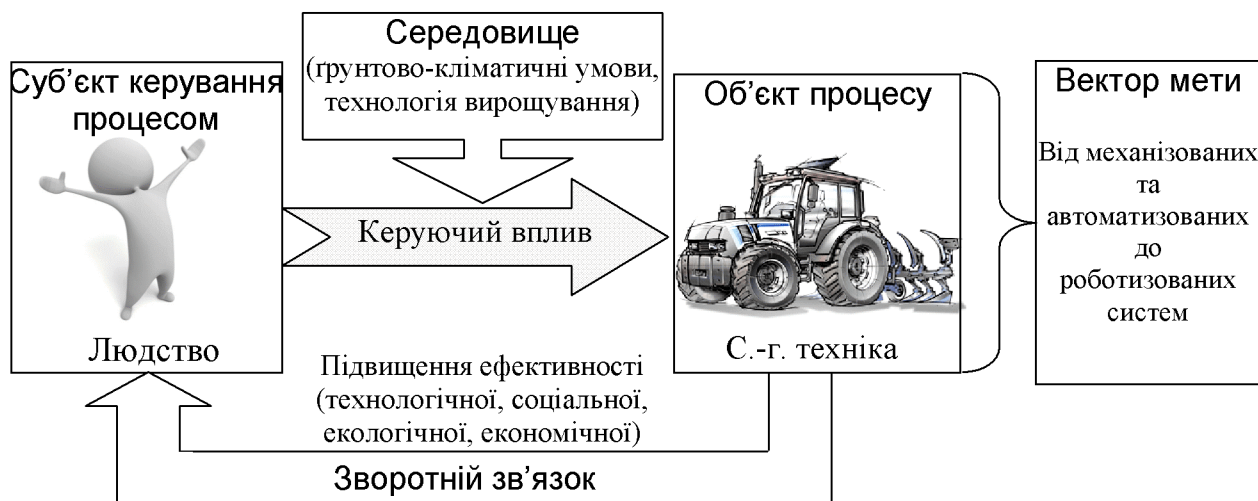 Суб’єкт керування
процесом
Людство
Середовище
(ґрунтово-кліматичні умови,
технологія вирощування)
Керуючий вплив
Об’єкт процесу
С.-г. техніка
Вектор мети
Від механізованих
та
автоматизованих
до
роботизованих
систем
Підвищення ефективності
(технологічної, соціальної,
екологічної, економічної)
Зворотній зв’язок